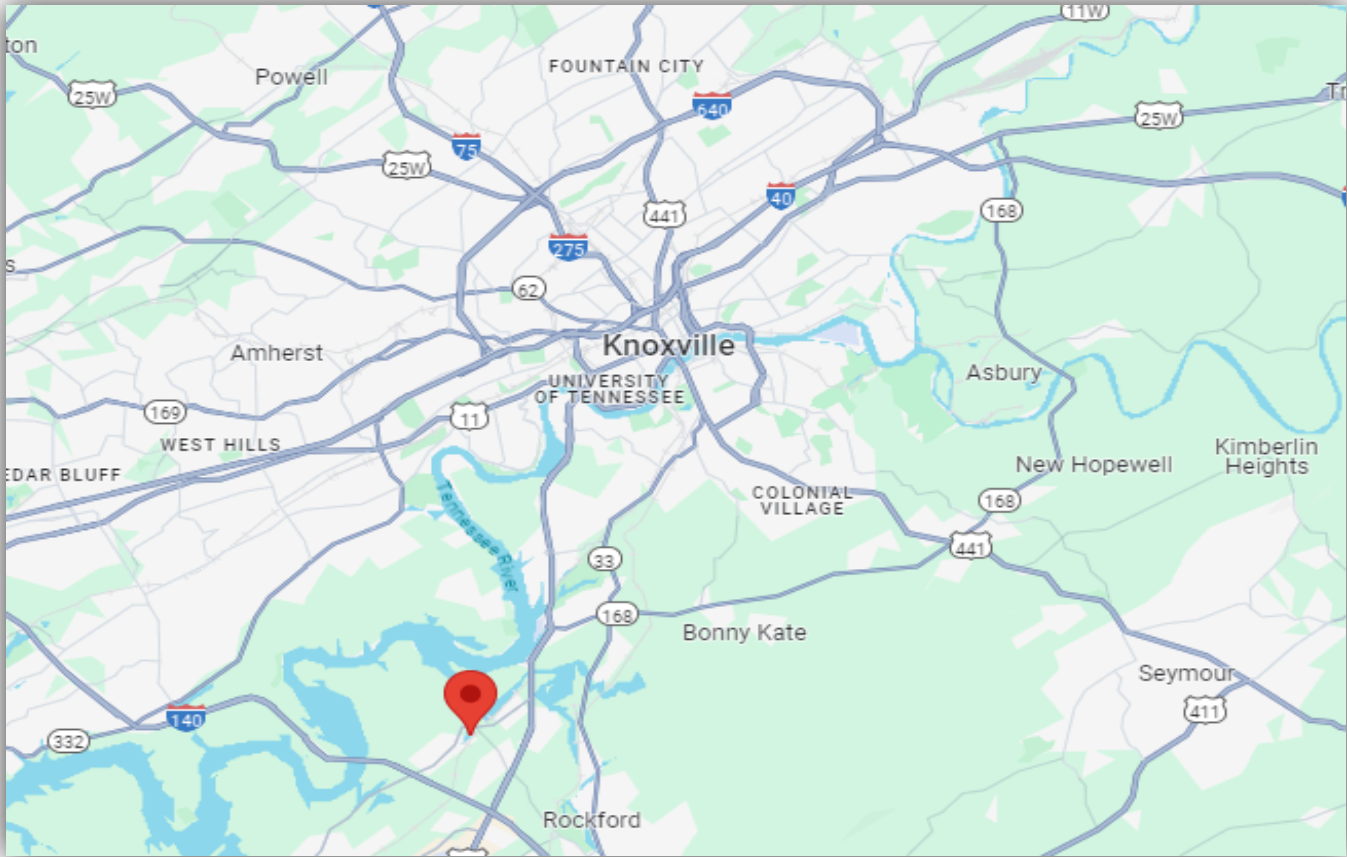 11W
ton
FOUNTAIN CITY
Powell
25W
640
Tr
25W
75
25W
40
441
168
275
s
62
Knoxville
Amherst
Asbury
UNIVERSITY
OF TENNESSEE
169
11
WEST HILLS
Kimberlin
Heights
EDAR BLUFF
New Hopewell
COLONIAL
VILLAGE
168
Tennessee River
441
33
168
Bonny Kate
Seymour
411
140
332
Rockford